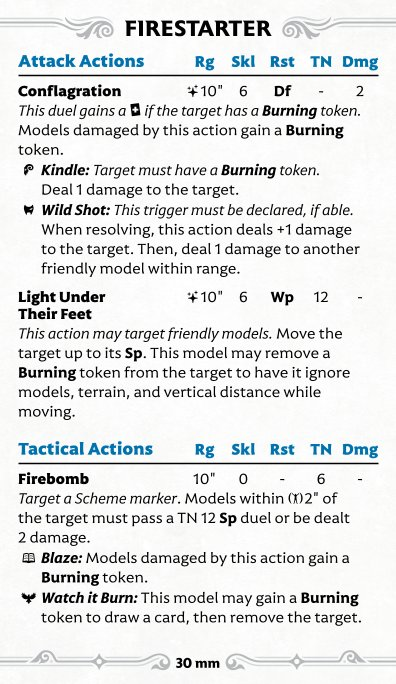 FIRESTARTER
Attack Actions Rg Skl Rst TN Dmg
Conflagration 10" 6 Df - 2
This duel gains a + if the target has a Burning token.
Models damaged by this action gain a Burning
token.
Kindle: Target must have a Burning token.
Deal 1 damage to the target.
Wild Shot: This trigger must be declared, if able.
When resolving, this action deals +1 damage
to the target. Then, deal 1 damage to another
friendly model within range.
Light Under 10" 6 Wp 12 -
Their Feet
This action may target friendly models. Move the
target up to its Sp. This model may remove a
Burning token from the target to have it ignore
models, terrain, and vertical distance while
moving.
Tactical Actions Rg Skl Rst TN Dmg
Firebomb 10" 0 - 6 -
Target a Scheme marker. Models within 2" of
the target must pass a TN 12 Sp duel or be dealt
2 damage.
Blaze: Models damaged by this action gain a
Burning token.
Watch it Burn: This model may gain a Burning
token to draw a card, then remove the target.
30 mm